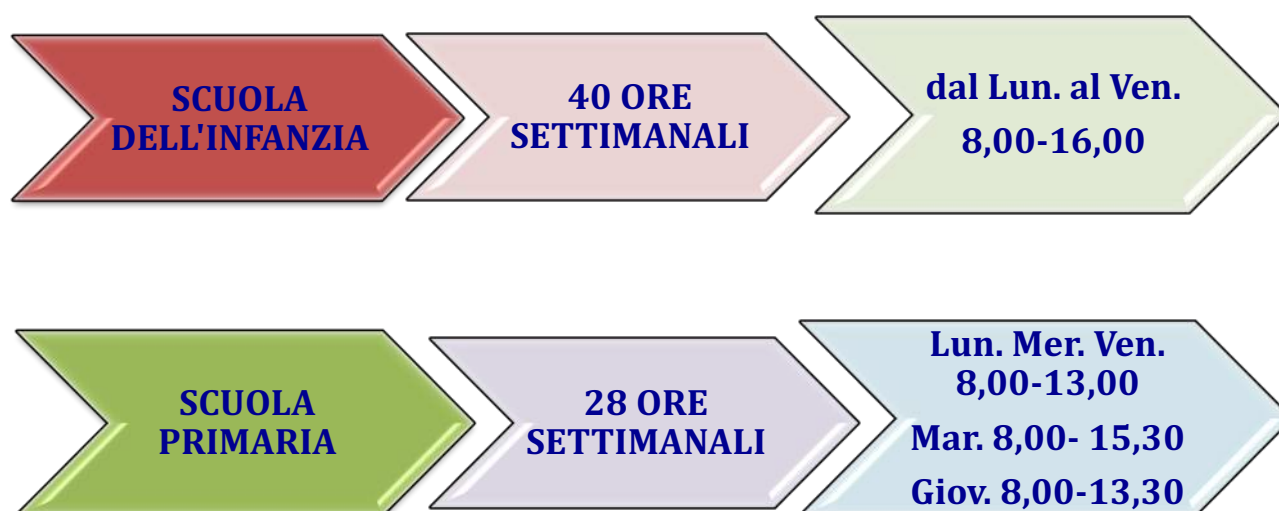 SCUOLA
DELL'INFANZIA
40 ORE
SETTIMANALI
dal Lun. al Ven.
8,00-16,00
SCUOLA
PRIMARIA
28 ORE
SETTIMANALI
Lun. Mer. Ven.
8,00-13,00
Mar. 8,00- 15,30
Giov. 8,00-13,30